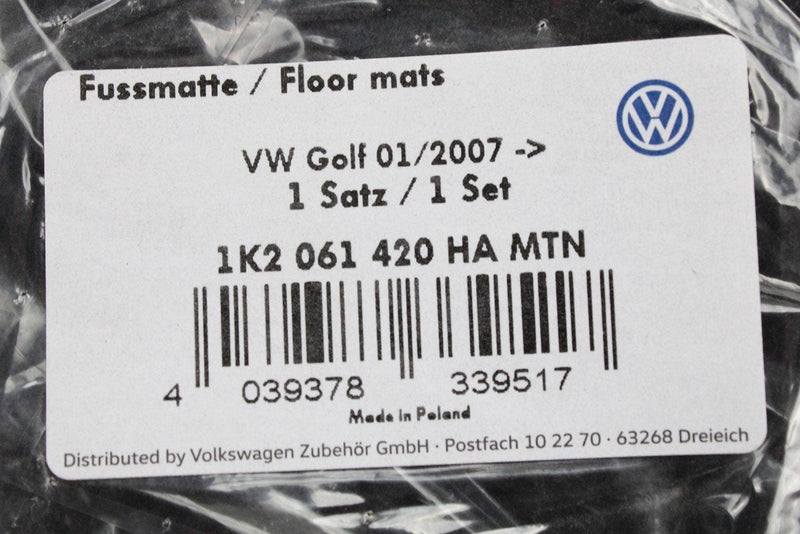 Fussmatte / Floor mats
VW Golf 01/2007 ->
1 Satz / 1 Set
1K2 061 420 HA MTN
4 039378 339517
Made in Poland
Distributed by Volkswagen Zubehör GmbH · Postfach 10 22 70 · 63268 Dreieich